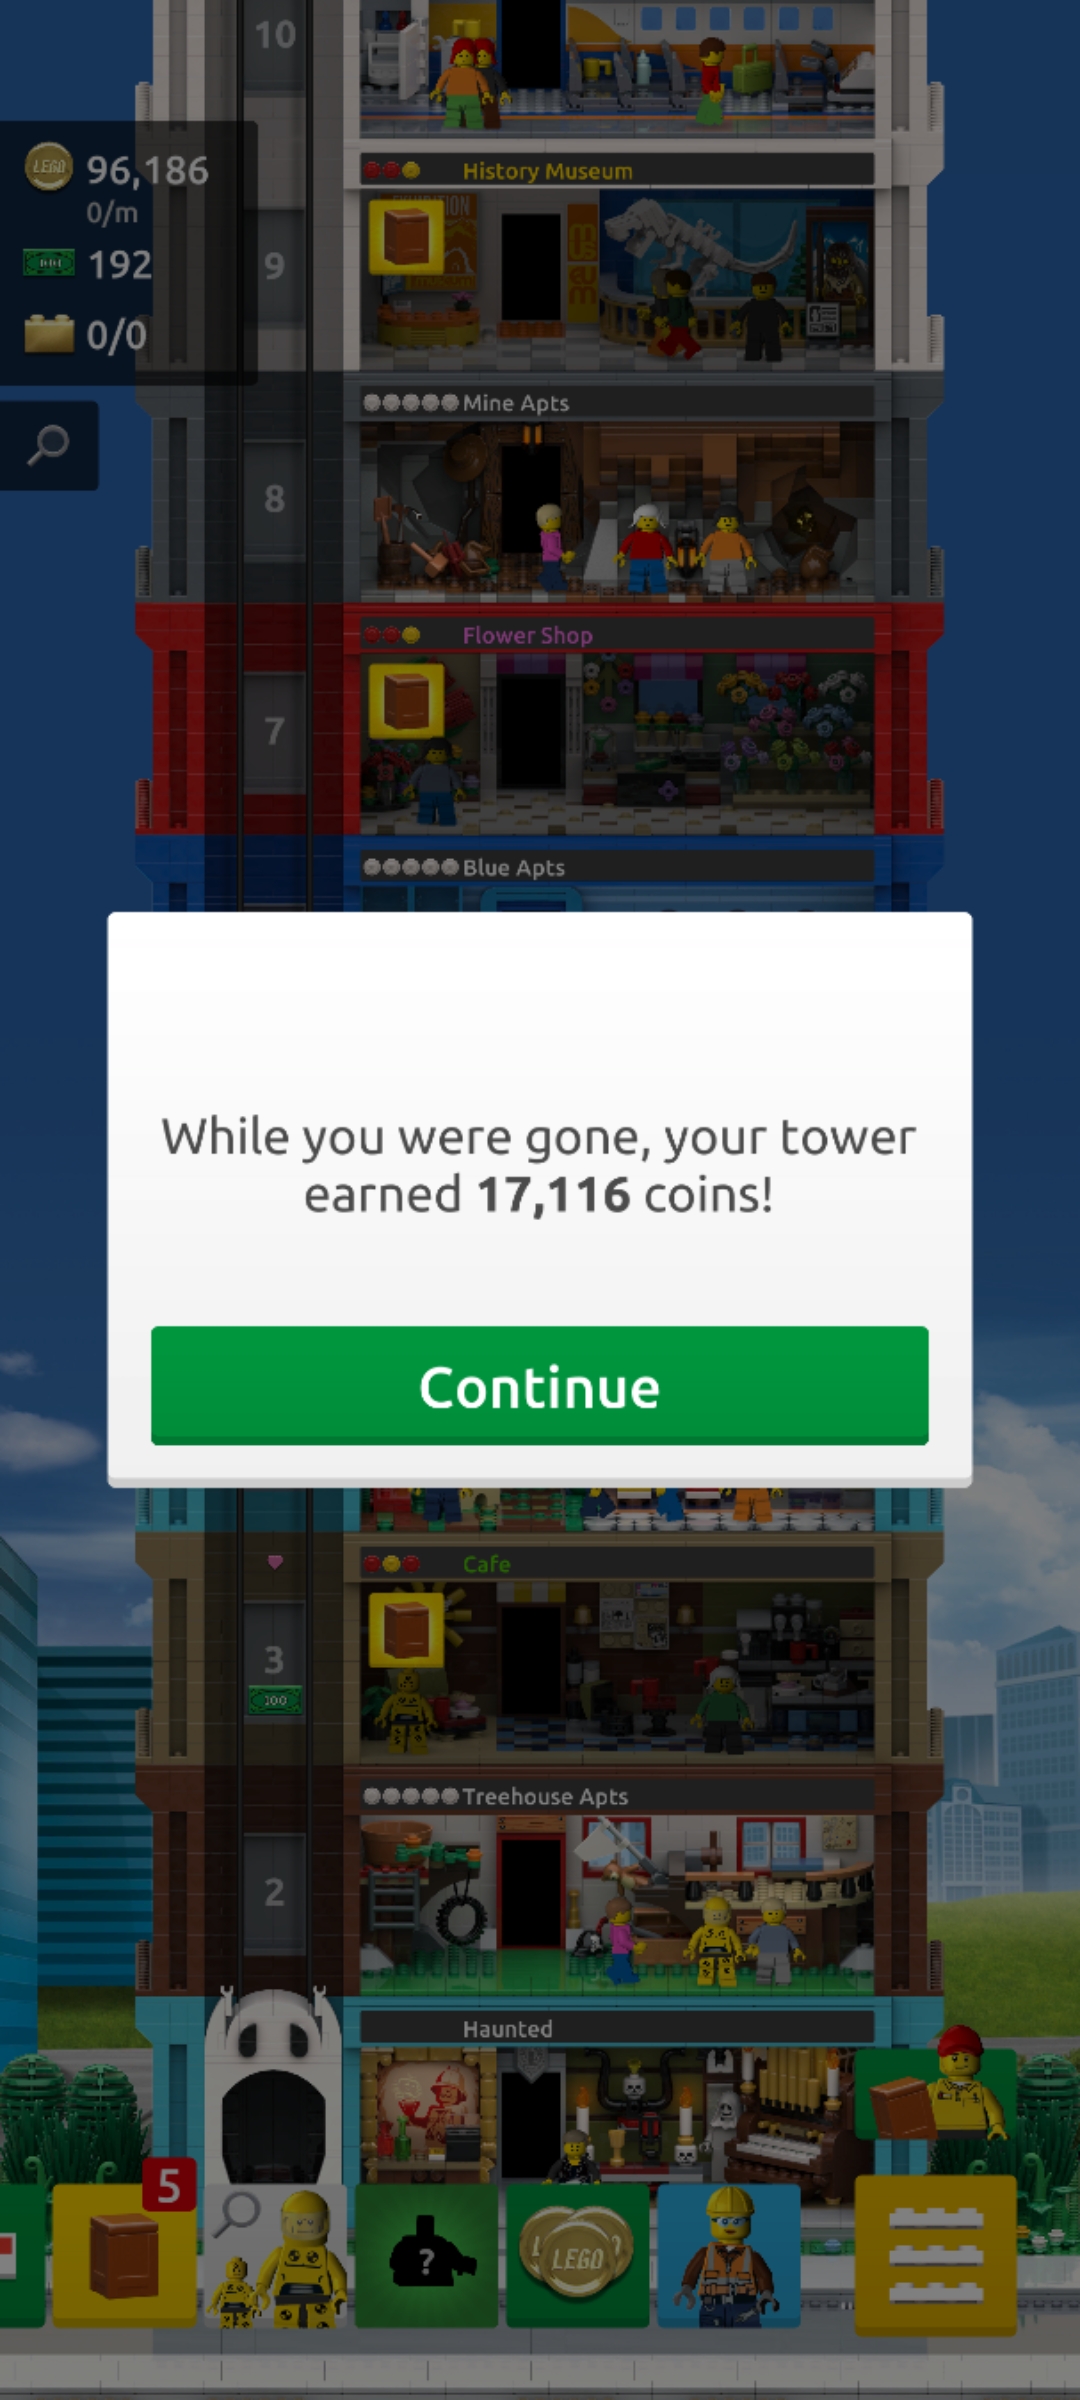 10
LEGO 96,186
0/m
192
0/0
History Museum
9
museum
Mine Apts
8
Flower Shop
7
Blue Apts
While you were gone, your tower
earned 17,116 coins!
Continue
Cafe
3
100
Treehouse Apts
2
Haunted
5
?
LEGO